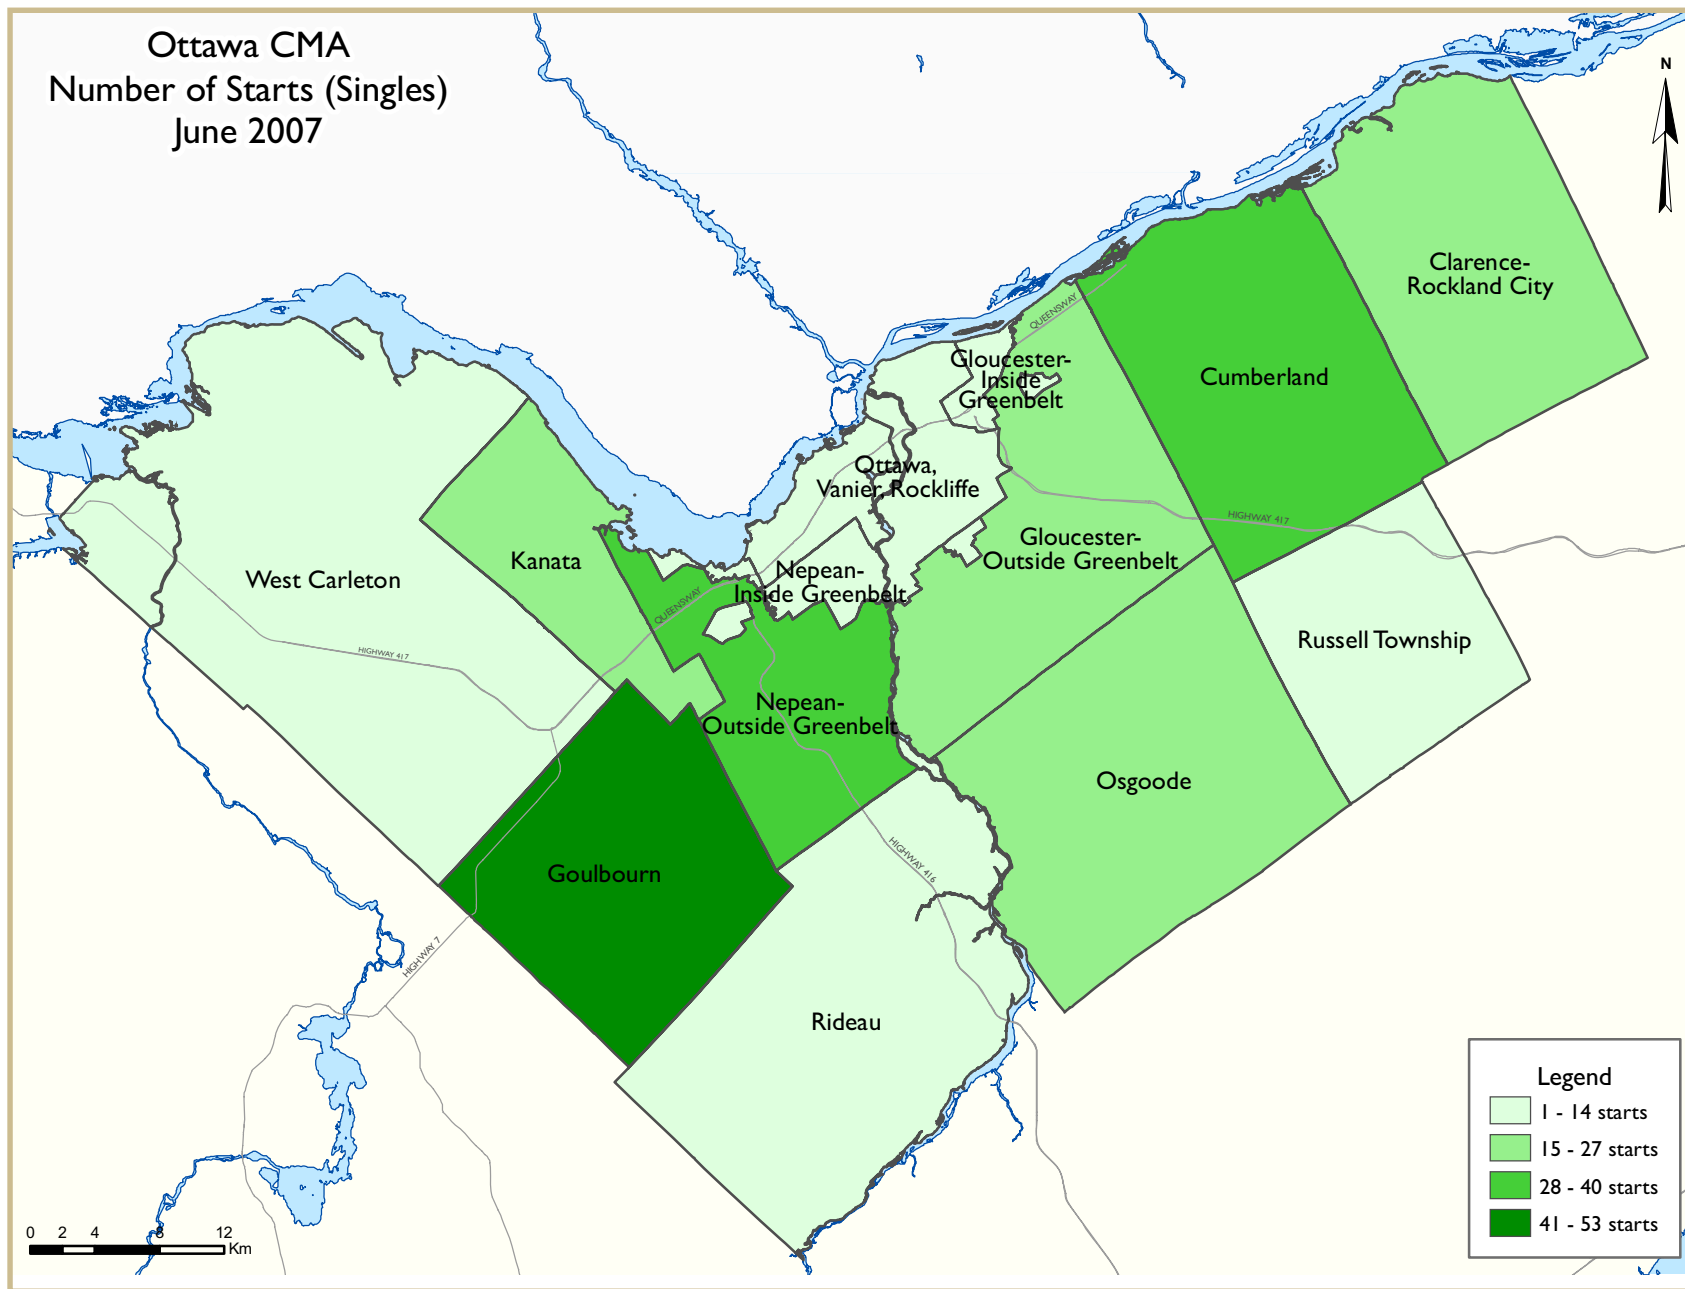 Ottawa CMA
Number of Starts (Singles)
June 2007
N
Clarence-
Rockland City
QUEENSWAY
Gloucester-
Inside
Greenbelt
Cumberland
Ottawa,
Vanier, Rockliffe
HIGHWAY 417
Gloucester-
Outside Greenbelt
Kanata
West Carleton
Nepean-
Inside Greenbelt
QUEENSWAY
Russell Township
HIGHWAY 417
Nepean-
Outside Greenbelt
Osgoode
Goulbourn
HIGHWAY 416
HIGHWAY 7
Rideau
Legend
1 - 14 starts
15 - 27 starts
28 - 40 starts
41 - 53 starts
0 2 4 8 12
Km